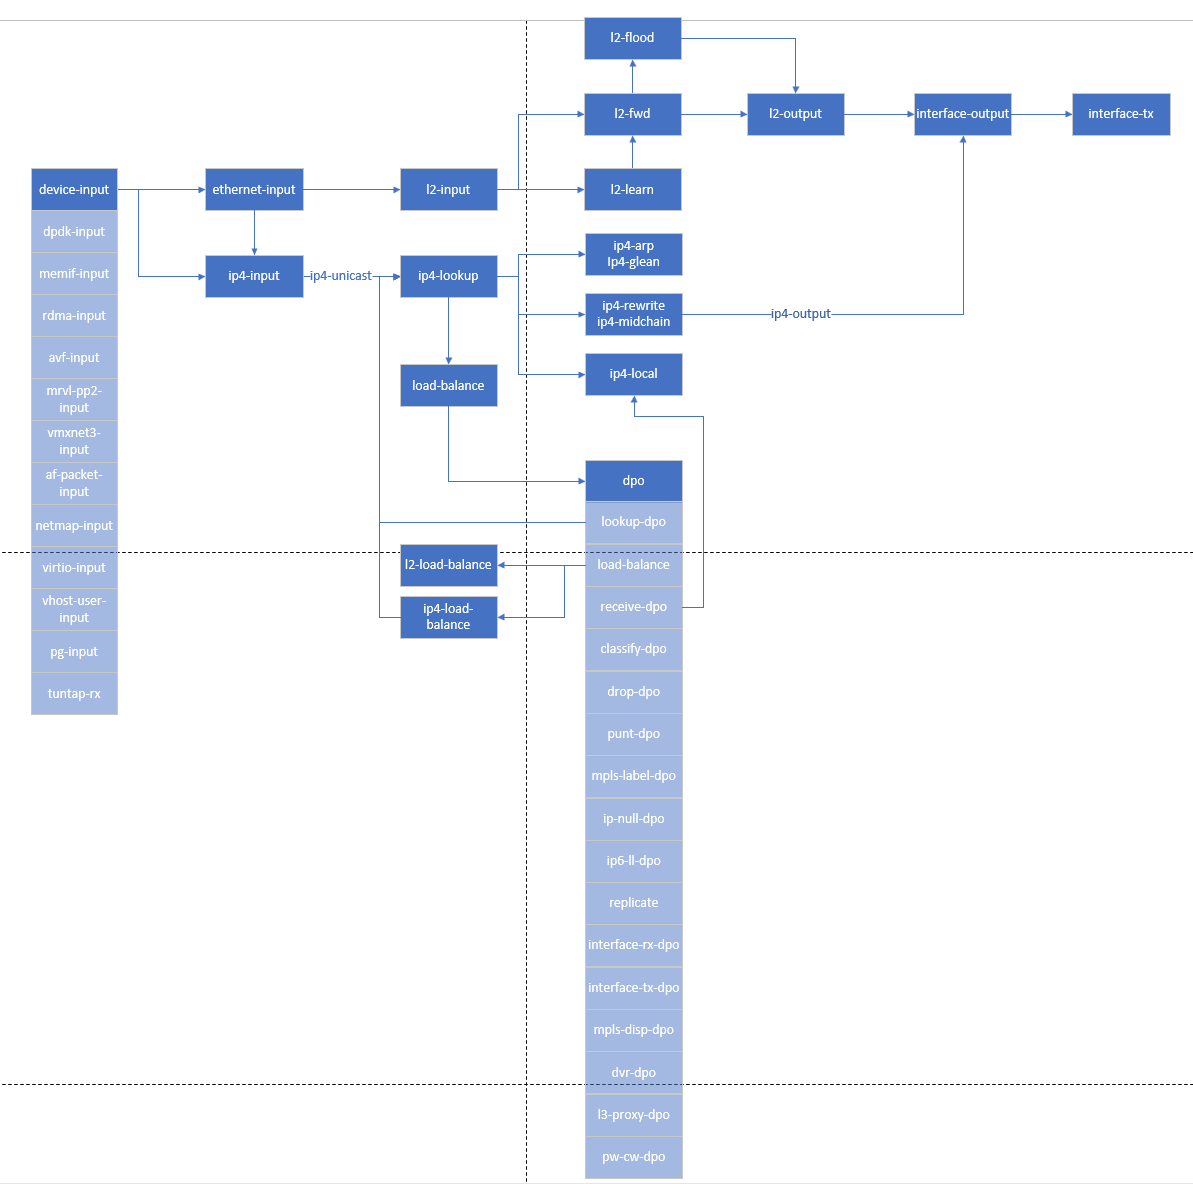 l2-flood
l2-fwd
l2-output
interface-output
interface-tx
device-input
ethernet-input
l2-input
l2-learn
dpdk-input
memif-input
rdma-input
avf-input
mrvl-pp2-
input
vmxnet3-
input
af-packet-
input
netmap-input
virtio-input
vhost-user-
input
pg-input
tuntap-rx
ip4-input
ip4-unicast
ip4-lookup
ip4-arp
Ip4-glean
ip4-rewrite
ip4-midchain
ip4-output
ip4-local
load-balance
dpo
lookup-dpo
load-balance
receive-dpo
classify-dpo
drop-dpo
punt-dpo
mpls-label-dpo
ip-null-dpo
ip6-ll-dpo
replicate
interface-rx-dpo
interface-tx-dpo
mpls-disp-dpo
dvr-dpo
l3-proxy-dpo
pw-cw-dpo
l2-load-balance
ip4-load-
balance